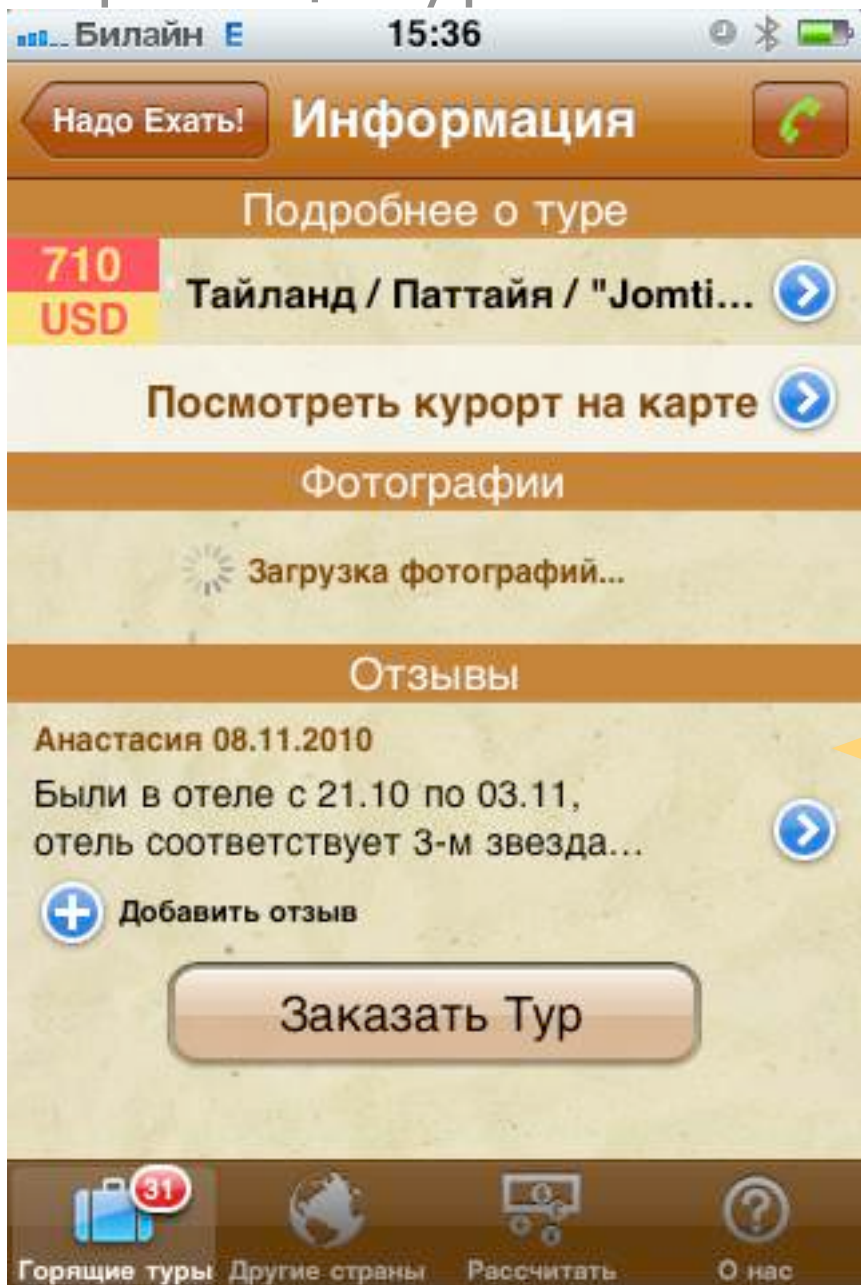 Билайн E 15:36
Надо Ехать! Информация
Подробнее о туре
710
USD
Тайланд / Паттайя / "Jomti...
Посмотреть курорт на карте
Фотографии
Загрузка фотографий...
Отзывы
Анастасия 08.11.2010
Были в отеле с 21.10 по 03.11,
отель соответствует 3-м звезда...
Добавить отзыв
Заказать Тур
31
Горящие туры Другие страны Рассчитать О нас